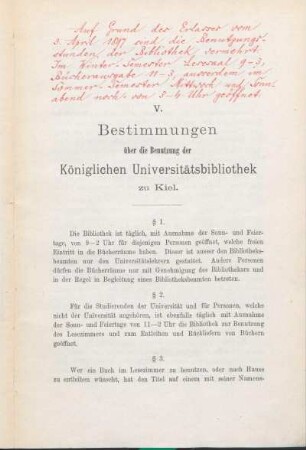 Auf Grund des Erlasses vom
3. April 1897 sind die Benutzungs-
stunden der Bibliothek vermehrt.
Im Winter-Semester Lesesaal 9–3,
Bücherausgabe 11–3, ausserdem im
Sommer-Semester Mittwoch und Sonn-
abend noch von 5–7 Uhr geöffnet.
V.
Bestimmungen
über die Benutzung der
Königlichen Universitätsbibliothek
zu Kiel.
§ 1.
Die Bibliothek ist täglich, mit Ausnahme der Sonn- und Feier-
tage, von 9–2 Uhr für diejenigen Personen geöffnet, welche freien
Eintritt in die Bücherräume haben. Dieser ist ausser den Bibliotheks-
beamten nur den Universitätslehrern gestattet. Andere Personen
dürfen die Bücherräume nur mit Genehmigung des Bibliothekars und
in der Regel in Begleitung eines Bibliotheksbeamten betreten.
§ 2.
Für die Studierenden der Universität und für Personen, welche
nicht der Universität angehören, ist ebenfalls täglich mit Ausnahme
der Sonn- und Feiertage von 11–2 Uhr die Bibliothek zur Benutzung
des Lesezimmers und zum Entleihen und Rückliefern von Büchern
geöffnet.
§ 3.
Wer ein Buch im Lesezimmer zu benutzen, oder nach Hause
zu entleihen wünscht, hat den Titel auf einem mit seiner Namens-